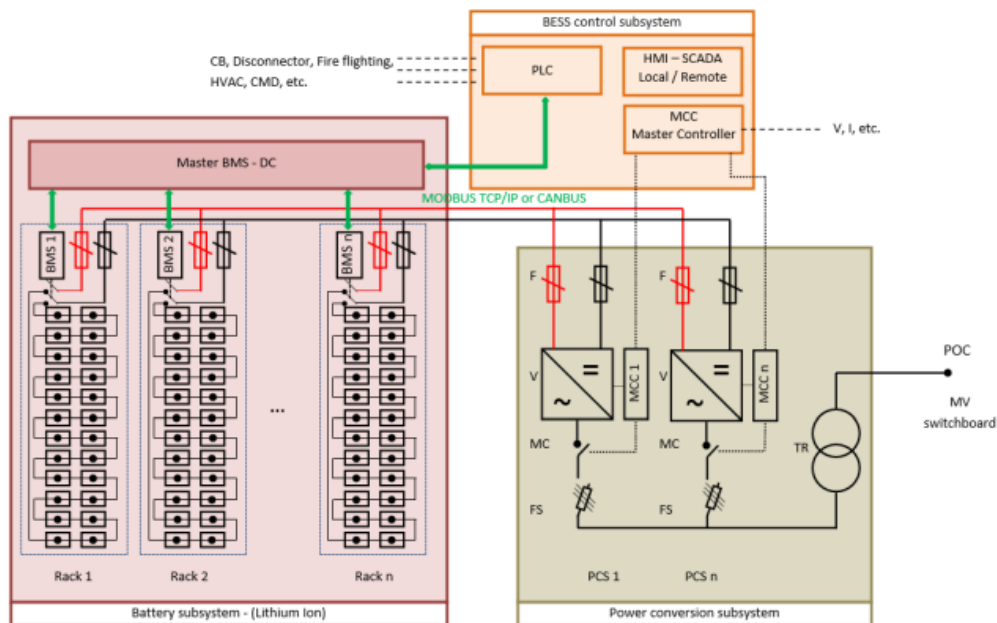 BESS control subsystem
CB, Disconnector, Fire flighting,
HVAC, CMD, etc.
PLC
HMI – SCADA
Local / Remote
MCC
Master Controller
V, I, etc.
Master BMS - DC
MODBUS TCP/IP or CANBUS
BMS 1
BMS 2
BMS n
F
F
V
V
MCC 1
MCC n
POC
MV
switchboard
...
MC
MC
TR
FS
FS
Rack 1
Rack 2
Rack n
PCS 1
PCS n
Battery subsystem - (Lithium Ion)
Power conversion subsystem